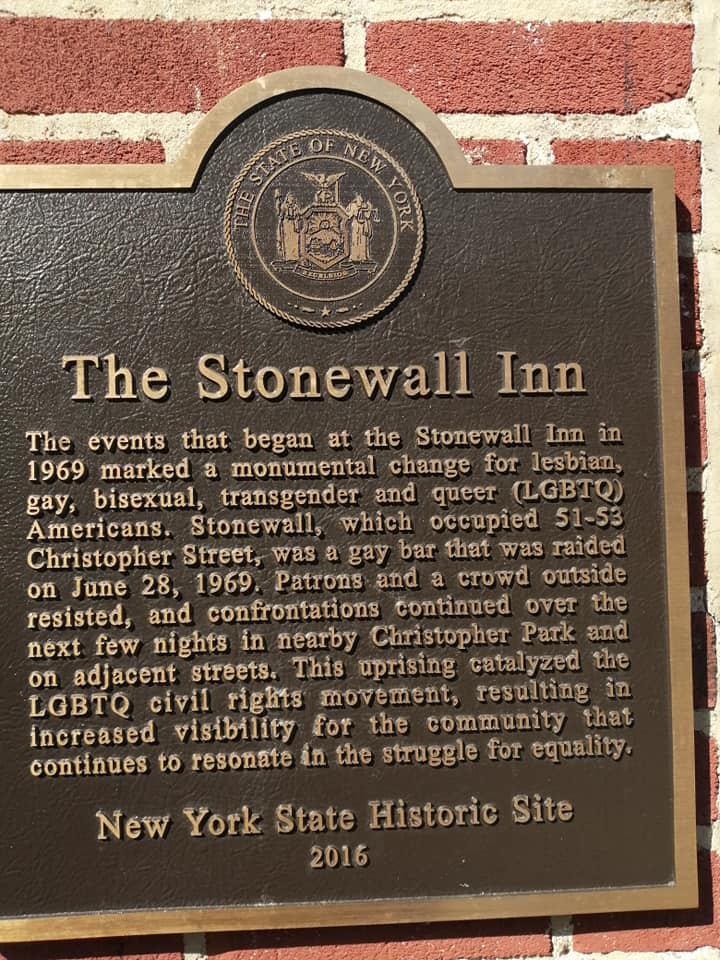 THE STATE OF NEW YORK
EXCELSIOR
The Stonewall Inn
The events that began at the Stonewall Inn in
1969 marked a monumental change for lesbian,
gay, bisexual, transgender and queer (LGBTQ)
Americans. Stonewall, which occupied 51-53
Christopher Street, was a gay bar that was raided
on June 28, 1969. Patrons and a crowd outside
resisted, and confrontations continued over the
next few nights in nearby Christopher Park and
on adjacent streets. This uprising catalyzed the
LGBTQ civil rights movement, resulting in
increased visibility for the community that
continues to resonate in the struggle for equality.
New York State Historic Site
2016